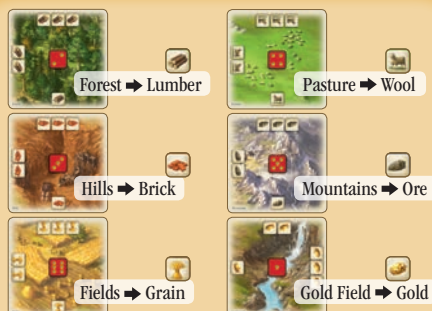 Forest ➡ Lumber
Pasture ➡ Wool
Hills ➡ Brick
Mountains ➡ Ore
Fields ➡ Grain
Gold Field ➡ Gold